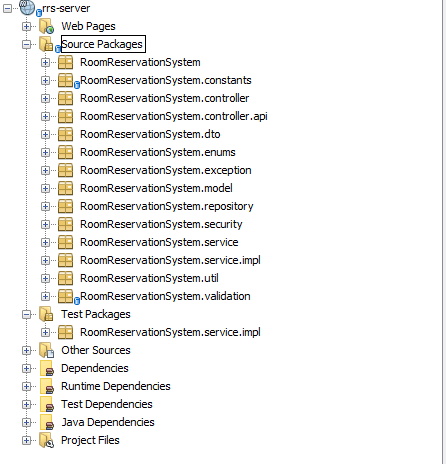 rrs-server
Web Pages
Source Packages
RoomReservationSystem
RoomReservationSystem.constants
RoomReservationSystem.controller
RoomReservationSystem.controller.api
RoomReservationSystem.dto
RoomReservationSystem.enums
RoomReservationSystem.exception
RoomReservationSystem.model
RoomReservationSystem.repository
RoomReservationSystem.security
RoomReservationSystem.service
RoomReservationSystem.service.impl
RoomReservationSystem.util
RoomReservationSystem.validation
Test Packages
RoomReservationSystem.service.impl
Other Sources
Dependencies
Runtime Dependencies
Test Dependencies
Java Dependencies
Project Files